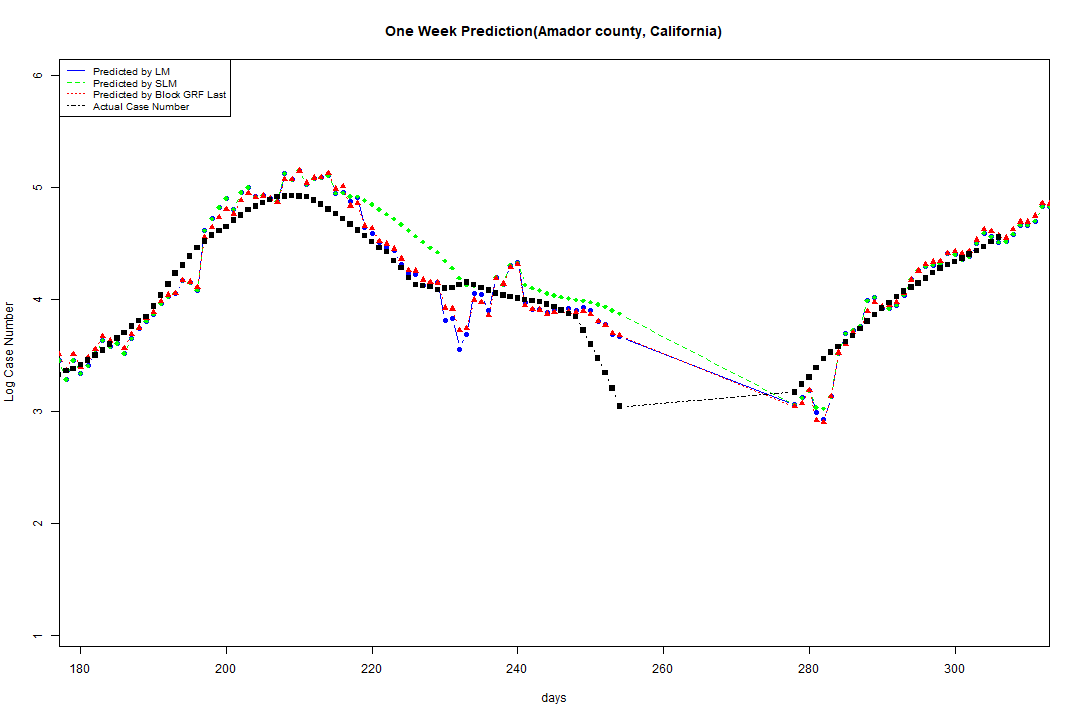 One Week Prediction(Amador county, California)
Predicted by LM
Predicted by SLM
Predicted by Block GRF Last
Actual Case Number
6
5
4
3
2
1
Log Case Number
180 200 220 240 260 280 300
days